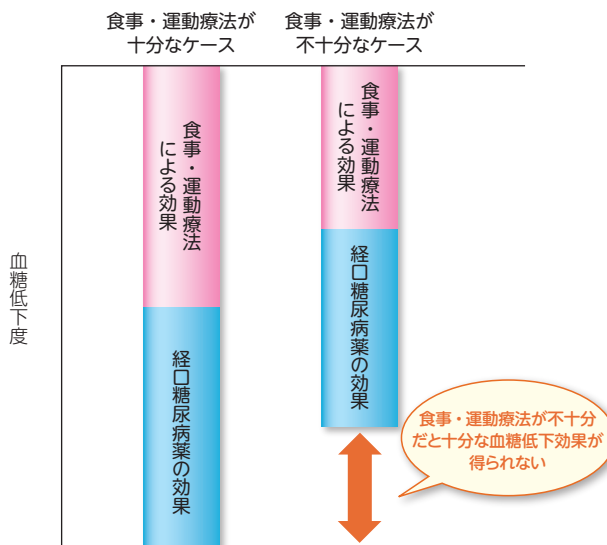 食事・運動療法が
十分なケース
食事・運動療法が
不十分なケース
血糖低下度
食事・運動療法
による効果
経口糖尿病薬の効果
食事・運動療法
による効果
経口糖尿病薬の効果
食事・運動療法が不十分
だと十分な血糖低下効果が
得られない